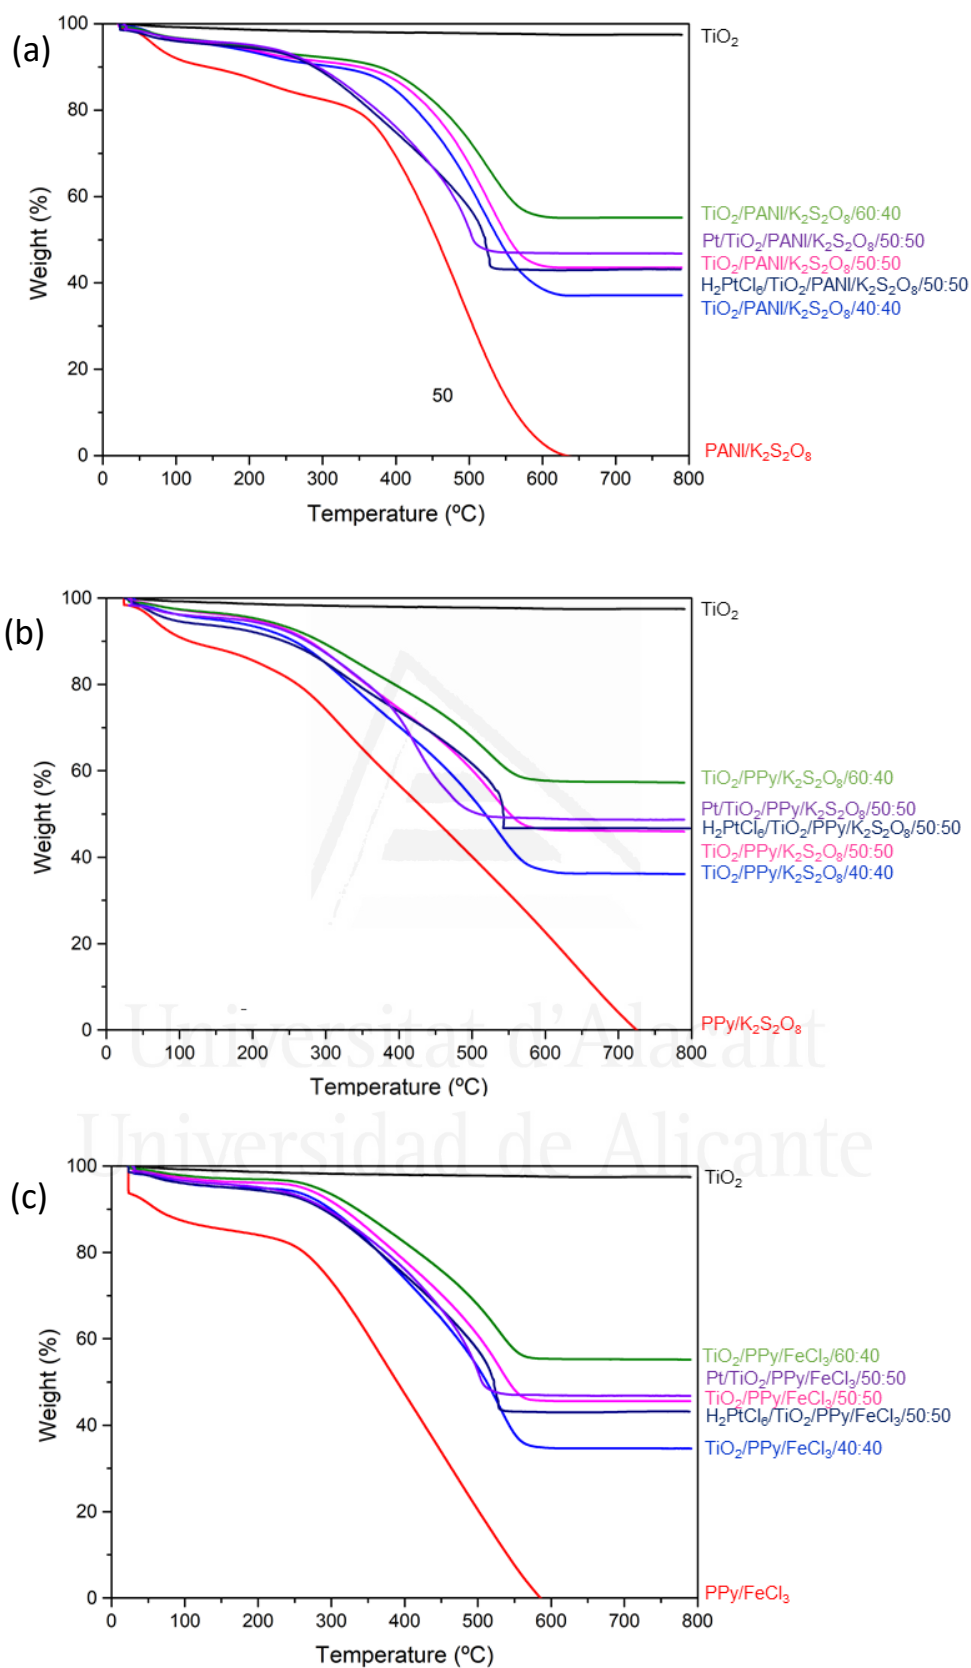 (a)
100
80
60
40
20
0
Weight (%)
50
0 100 200 300 400 500 600 700 800
Temperature (ºC)
TiO₂
TiO₂/PANI/K₂S₂O₈/60:40
Pt/TiO₂/PANI/K₂S₂O₈/50:50
TiO₂/PANI/K₂S₂O₈/50:50
H₂PtCl₆/TiO₂/PANI/K₂S₂O₈/50:50
TiO₂/PANI/K₂S₂O₈/40:40
PANI/K₂S₂O₈
(b)
100
80
60
40
20
0
Weight (%)
0 100 200 300 400 500 600 700 800
Temperature (ºC)
TiO₂
TiO₂/PPy/K₂S₂O₈/60:40
Pt/TiO₂/PPy/K₂S₂O₈/50:50
H₂PtCl₆/TiO₂/PPy/K₂S₂O₈/50:50
TiO₂/PPy/K₂S₂O₈/50:50
TiO₂/PPy/K₂S₂O₈/40:40
PPy/K₂S₂O₈
Universitat d'Alacant
Universidad de Alicante
(c)
100
80
60
40
20
0
Weight (%)
0 100 200 300 400 500 600 700 800
Temperature (ºC)
TiO₂
TiO₂/PPy/FeCl₃/60:40
Pt/TiO₂/PPy/FeCl₃/50:50
TiO₂/PPy/FeCl₃/50:50
H₂PtCl₆/TiO₂/PPy/FeCl₃/50:50
TiO₂/PPy/FeCl₃/40:40
PPy/FeCl₃